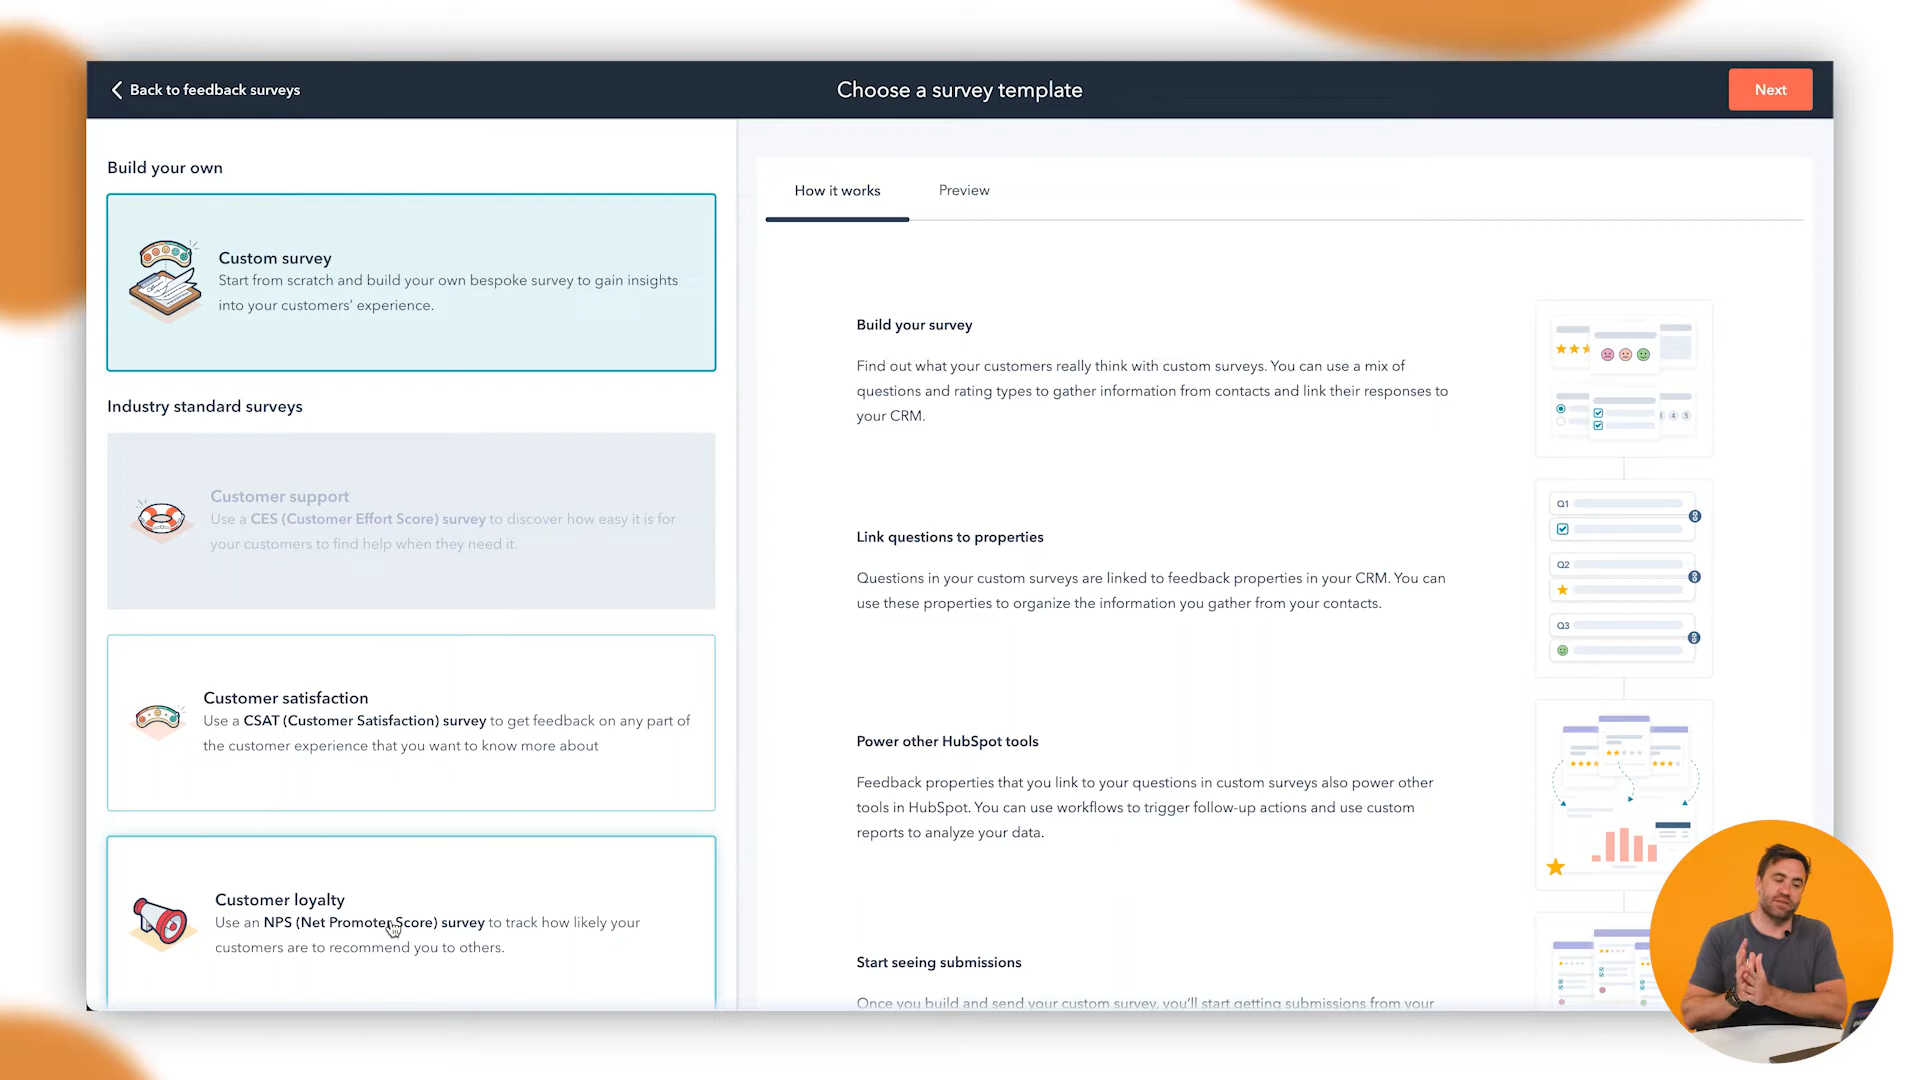 Back to feedback surveys
Choose a survey template
Next
Build your own
Custom survey
Start from scratch and build your own bespoke survey to gain insights
into your customers' experience.
Industry standard surveys
Customer support
Use a CES (Customer Effort Score) survey to discover how easy it is for
your customers to find help when they need it.
Customer satisfaction
Use a CSAT (Customer Satisfaction) survey to get feedback on any part of
the customer experience that you want to know more about
Customer loyalty
Use an NPS (Net Promoter Score) survey to track how likely your
customers are to recommend you to others.
How it works
Preview
Build your survey
Find out what your customers really think with custom surveys. You can use a mix of
questions and rating types to gather information from contacts and link their responses to
your CRM.
4 5
Link questions to properties
Questions in your custom surveys are linked to feedback properties in your CRM. You can
use these properties to organize the information you gather from your contacts.
Q1
Q2
Q3
Power other HubSpot tools
Feedback properties that you link to your questions in custom surveys also power other
tools in HubSpot. You can use workflows to trigger follow-up actions and use custom
reports to analyze your data.
Start seeing submissions
Once you build and send your custom survey, you'll start getting submissions from your